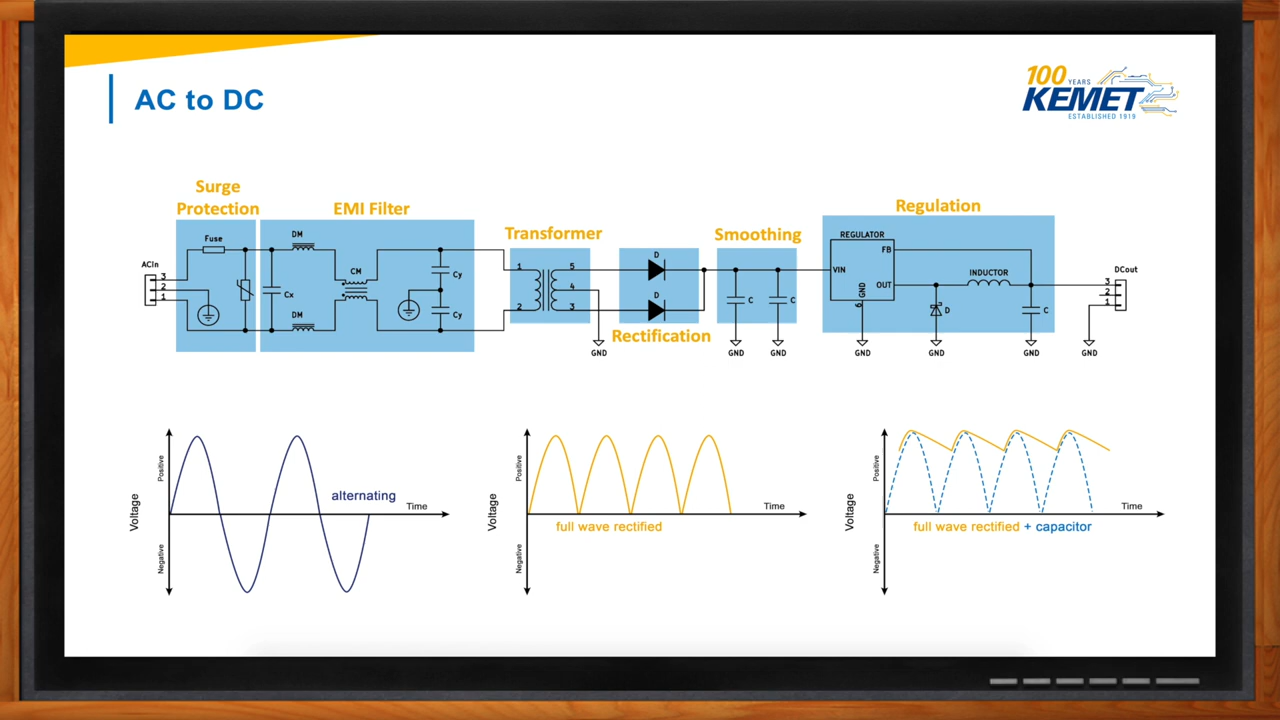 AC to DC
100 YEARS
KEMET
ESTABLISHED 1919
Surge
Protection
EMI Filter
Transformer
Rectification
Smoothing
Regulation
ACIn
3
2
1
Fuse
Cx
DM
DM
CM
Cy
Cy
1
2
5
4
3
GND
D
D
C
C
GND
GND
REGULATOR
VIN
FB
OUT
GND
6
GND
D
GND
INDUCTOR
C
GND
DCout
3
2
1
GND
Voltage
Positive
Negative
alternating
Time
Voltage
Positive
Negative
full wave rectified
Time
Voltage
Positive
Negative
full wave rectified + capacitor
Time